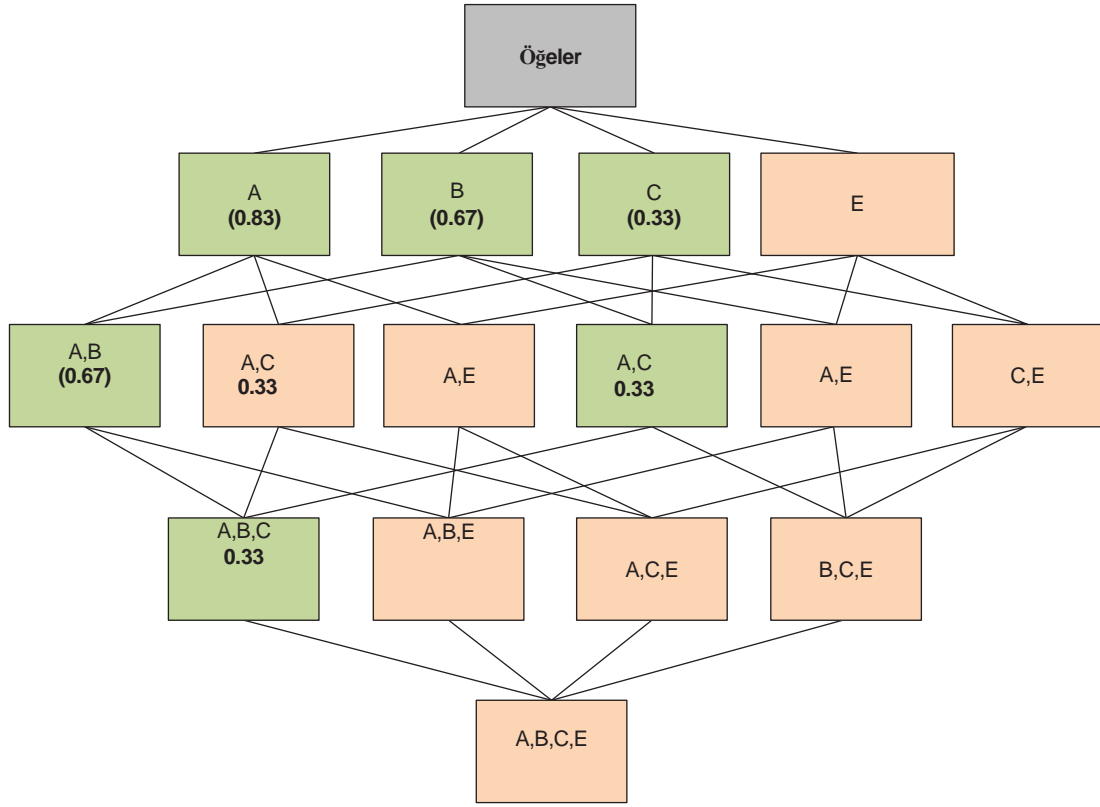 Öğeler
A
(0.83)
B
(0.67)
C
(0.33)
E
A,B
(0.67)
A,C
0.33
A,E
A,C
0.33
A,E
C,E
A,B,C
0.33
A,B,E
A,C,E
B,C,E
A,B,C,E